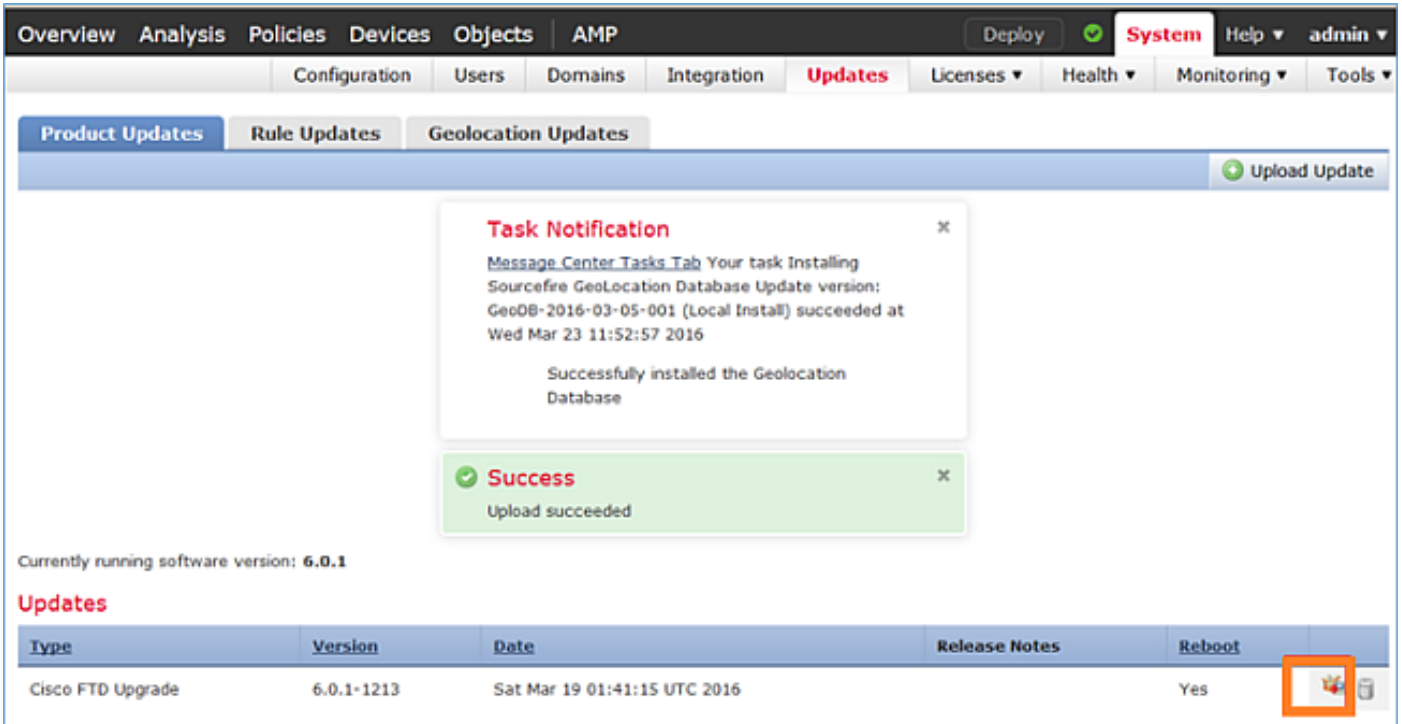 Overview Analysis Policies Devices Objects AMP Deploy System Help ▼ admin ▼
Configuration Users Domains Integration Updates Licenses ▼ Health ▼ Monitoring ▼ Tools ▼
Product Updates Rule Updates Geolocation Updates
Upload Update
Task Notification
Message Center Tasks Tab Your task Installing
Sourcefire GeoLocation Database Update version:
GeoDB-2016-03-05-001 (Local Install) succeeded at
Wed Mar 23 11:52:57 2016
Successfully installed the Geolocation
Database
Success
Upload succeeded
Currently running software version: 6.0.1
Updates
Type Version Date Release Notes Reboot
Cisco FTD Upgrade 6.0.1-1213 Sat Mar 19 01:41:15 UTC 2016 Yes